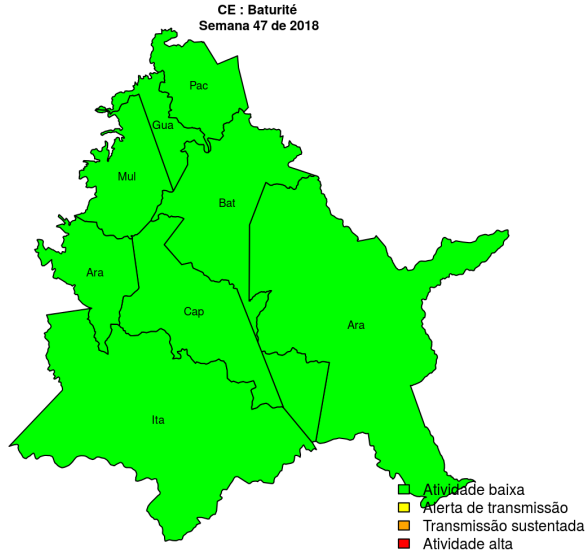 CE : Baturité
Semana 47 de 2018
Pac
Gua
Mul
Bat
Ara
Cap
Ara
Ita
Atividade baixa
Alerta de transmissão
Transmissão sustentada
Atividade alta